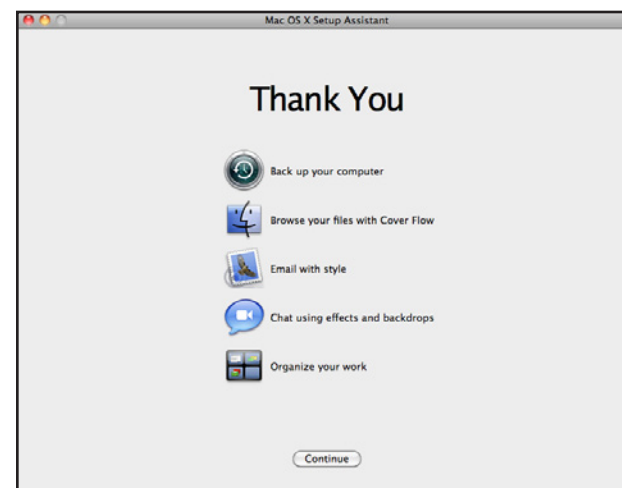 Mac OS X Setup Assistant
Thank You
Back up your computer
Browse your files with Cover Flow
Email with style
Chat using effects and backdrops
Organize your work
Continue